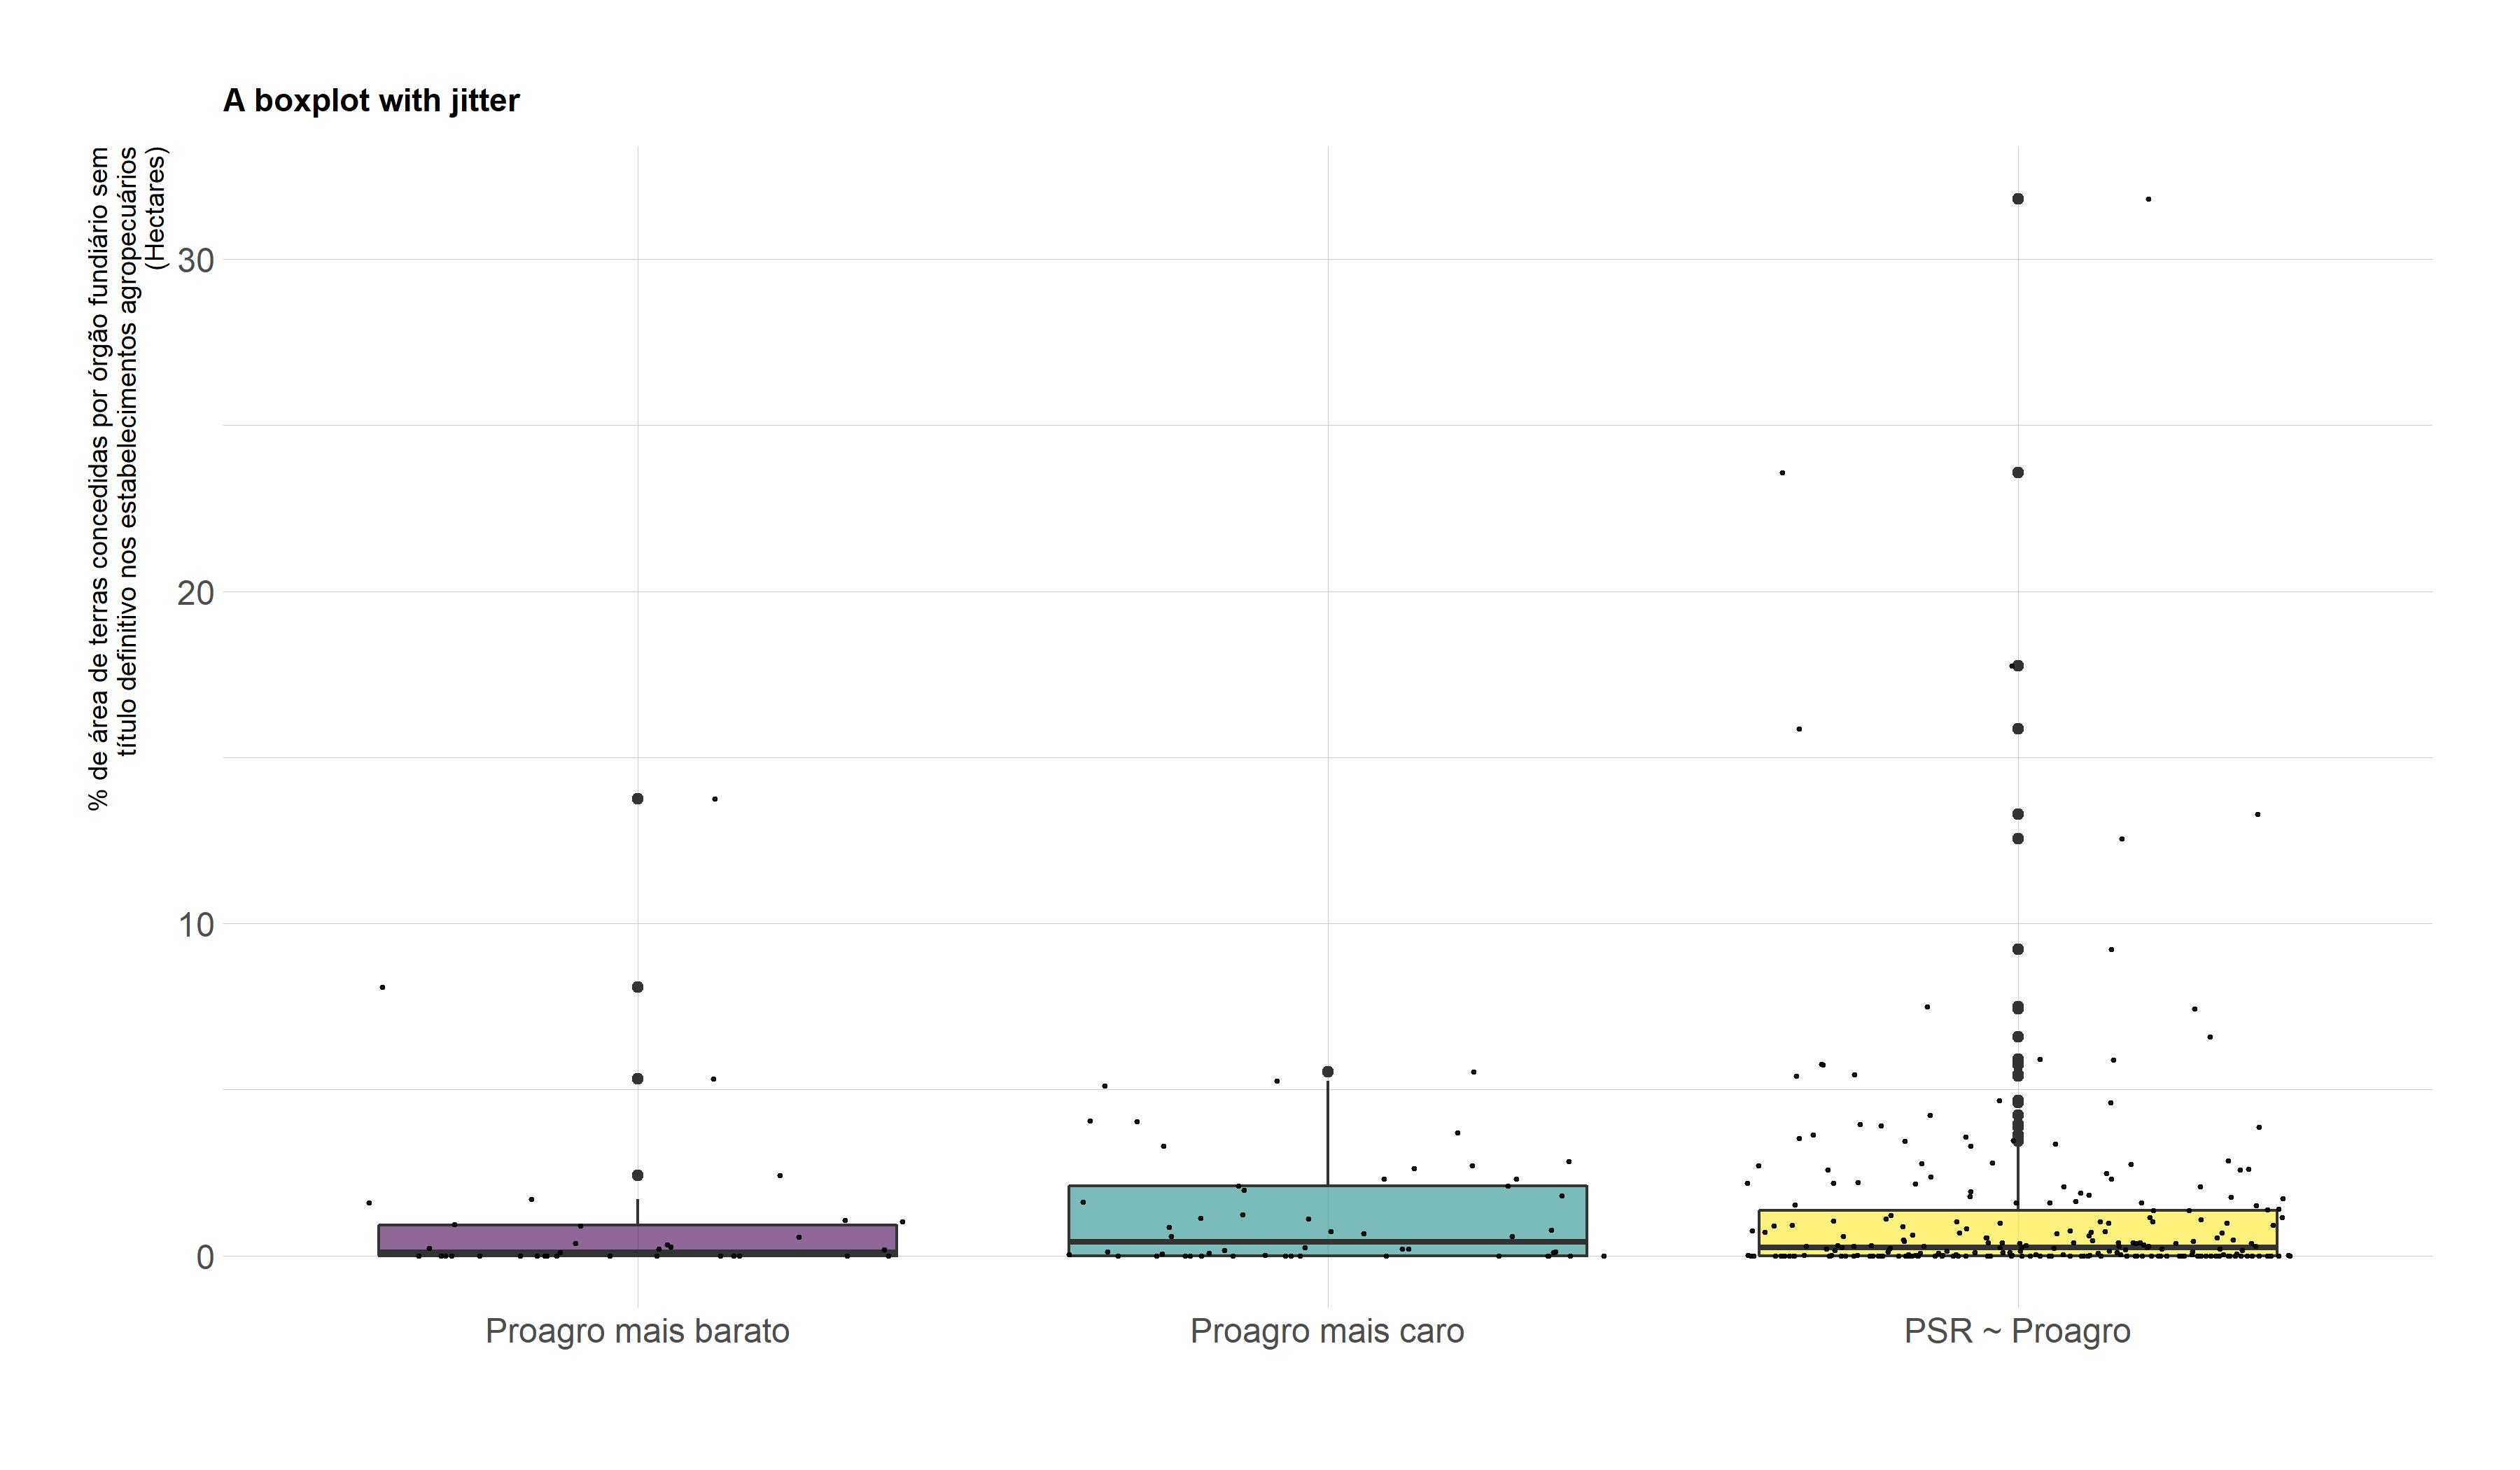 A boxplot with jitter
% de área de terras concedidas por órgão fundiário sem
título definitivo nos estabelecimentos agropecuários
(Hectares)
30
20
10
0
Proagro mais barato
Proagro mais caro
PSR ~ Proagro